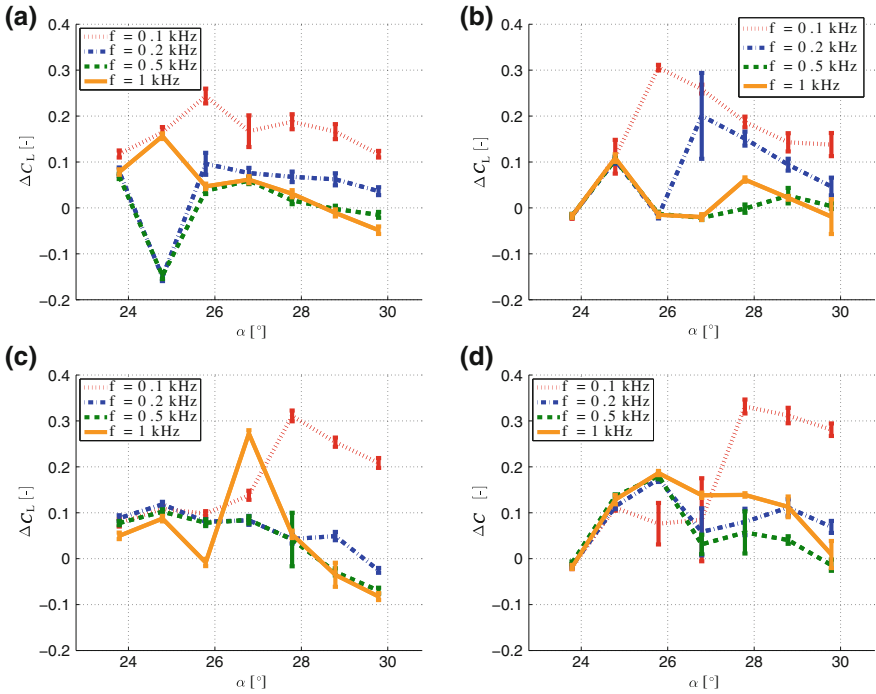 (a)
0.4
0.3
0.2
0.1
0
−0.1
−0.2
ΔC_L [-]
f = 0.1 kHz
f = 0.2 kHz
f = 0.5 kHz
f = 1 kHz
24 26 28 30
α [°]
(b)
0.4
0.3
0.2
0.1
0
−0.1
−0.2
ΔC_L [-]
f = 0.1 kHz
f = 0.2 kHz
f = 0.5 kHz
f = 1 kHz
24 26 28 30
α [°]
(c)
0.4
0.3
0.2
0.1
0
−0.1
−0.2
ΔC_L [-]
f = 0.1 kHz
f = 0.2 kHz
f = 0.5 kHz
f = 1 kHz
24 26 28 30
α [°]
(d)
0.4
0.3
0.2
0.1
0
−0.1
−0.2
ΔC [-]
f = 0.1 kHz
f = 0.2 kHz
f = 0.5 kHz
f = 1 kHz
24 26 28 30
α [°]